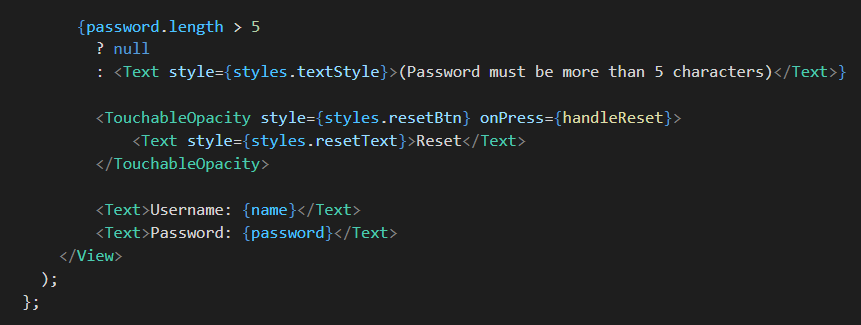 {password.length > 5
? null
: <Text style={styles.textStyle}>(Password must be more than 5 characters)</Text>}
<TouchableOpacity style={styles.resetBtn} onPress={handleReset}>
<Text style={styles.resetText}>Reset</Text>
</TouchableOpacity>
<Text>Username: {name}</Text>
<Text>Password: {password}</Text>
</View>
);
};